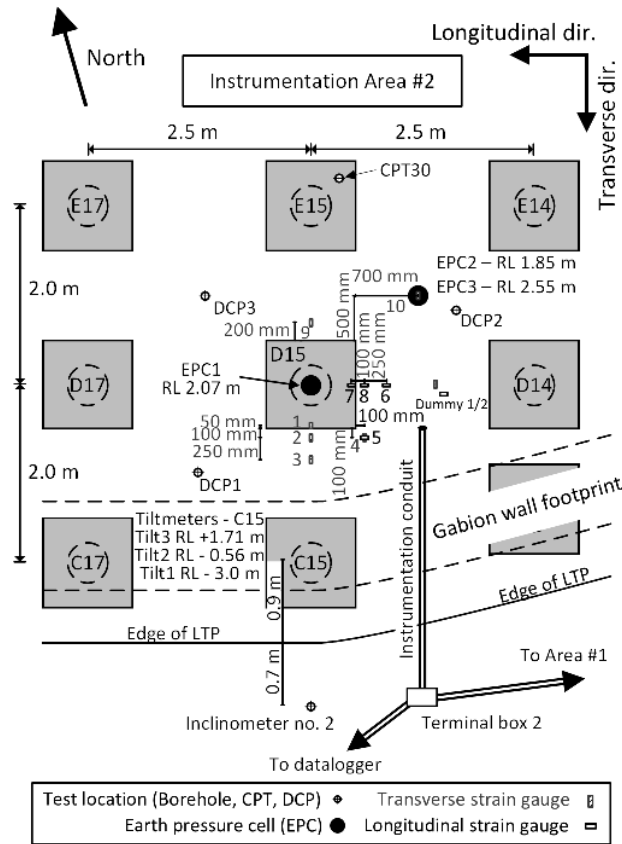 Longitudinal dir.
North
Instrumentation Area #2
Transverse dir.
2.5 m
2.5 m
CPT30
E17
E15
E14
EPC2 – RL 1.85 m
EPC3 – RL 2.55 m
700 mm
10
2.0 m
DCP3
500 mm
DCP2
200 mm
9
100 mm
250 mm
D15
EPC1
RL 2.07 m
D17
D14
7
8
6
Dummy 1/2
50 mm
100 mm
250 mm
1
2
3
100 mm
4
5
100 mm
2.0 m
DCP1
Instrumentation conduit
Gabion wall footprint
Tiltmeters - C15
Tilt3 RL +1.71 m
Tilt2 RL - 0.56 m
Tilt1 RL - 3.0 m
C17
C15
0.9 m
Edge of LTP
Edge of LTP
0.7 m
To Area #1
Inclinometer no. 2
Terminal box 2
To datalogger
Test location (Borehole, CPT, DCP)
Transverse strain gauge
Earth pressure cell (EPC)
Longitudinal strain gauge